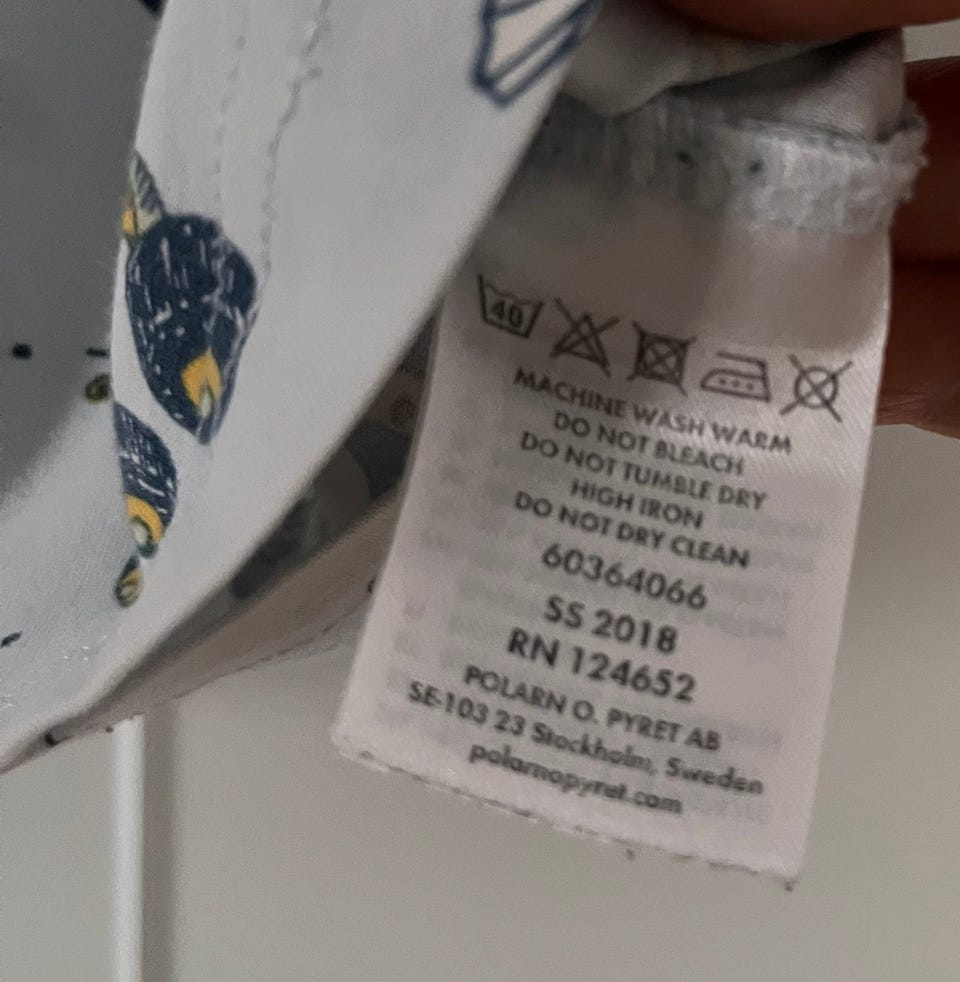 40
MACHINE WASH WARM
DO NOT BLEACH
DO NOT TUMBLE DRY
HIGH IRON
DO NOT DRY CLEAN
60364066
SS 2018
RN 124652
POLARN O. PYRET AB
SE-103 23 Stockholm, Sweden
polarnopyret.com